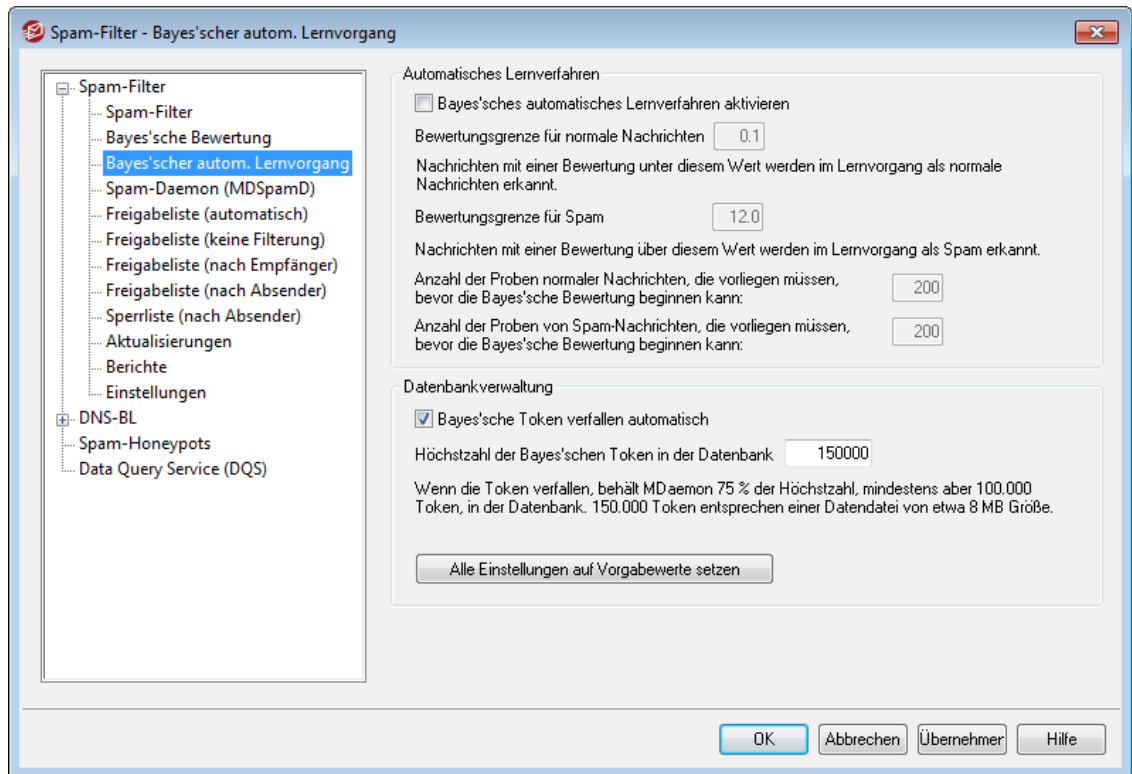 Spam-Filter - Bayes'scher autom. Lernvorgang
Spam-Filter
Spam-Filter
Bayes'sche Bewertung
Bayes'scher autom. Lernvorgang
Spam-Daemon (MDSpamD)
Freigabeliste (automatisch)
Freigabeliste (keine Filterung)
Freigabeliste (nach Empfänger)
Freigabeliste (nach Absender)
Sperrliste (nach Absender)
Aktualisierungen
Berichte
Einstellungen
DNS-BL
Spam-Honeypots
Data Query Service (DQS)
Automatisches Lernverfahren
Bayes'sches automatisches Lernverfahren aktivieren
Bewertungsgrenze für normale Nachrichten 0.1
Nachrichten mit einer Bewertung unter diesem Wert werden im Lernvorgang als normale
Nachrichten erkannt.
Bewertungsgrenze für Spam 12.0
Nachrichten mit einer Bewertung über diesem Wert werden im Lernvorgang als Spam erkannt.
Anzahl der Proben normaler Nachrichten, die vorliegen müssen,
bevor die Bayes'sche Bewertung beginnen kann: 200
Anzahl der Proben von Spam-Nachrichten, die vorliegen müssen,
bevor die Bayes'sche Bewertung beginnen kann: 200
Datenbankverwaltung
Bayes'sche Token verfallen automatisch
Höchstzahl der Bayes'schen Token in der Datenbank 150000
Wenn die Token verfallen, behält MDaemon 75 % der Höchstzahl, mindestens aber 100.000
Token, in der Datenbank. 150.000 Token entsprechen einer Datendatei von etwa 8 MB Größe.
Alle Einstellungen auf Vorgabewerte setzen
OK Abbrechen Übernehmer Hilfe